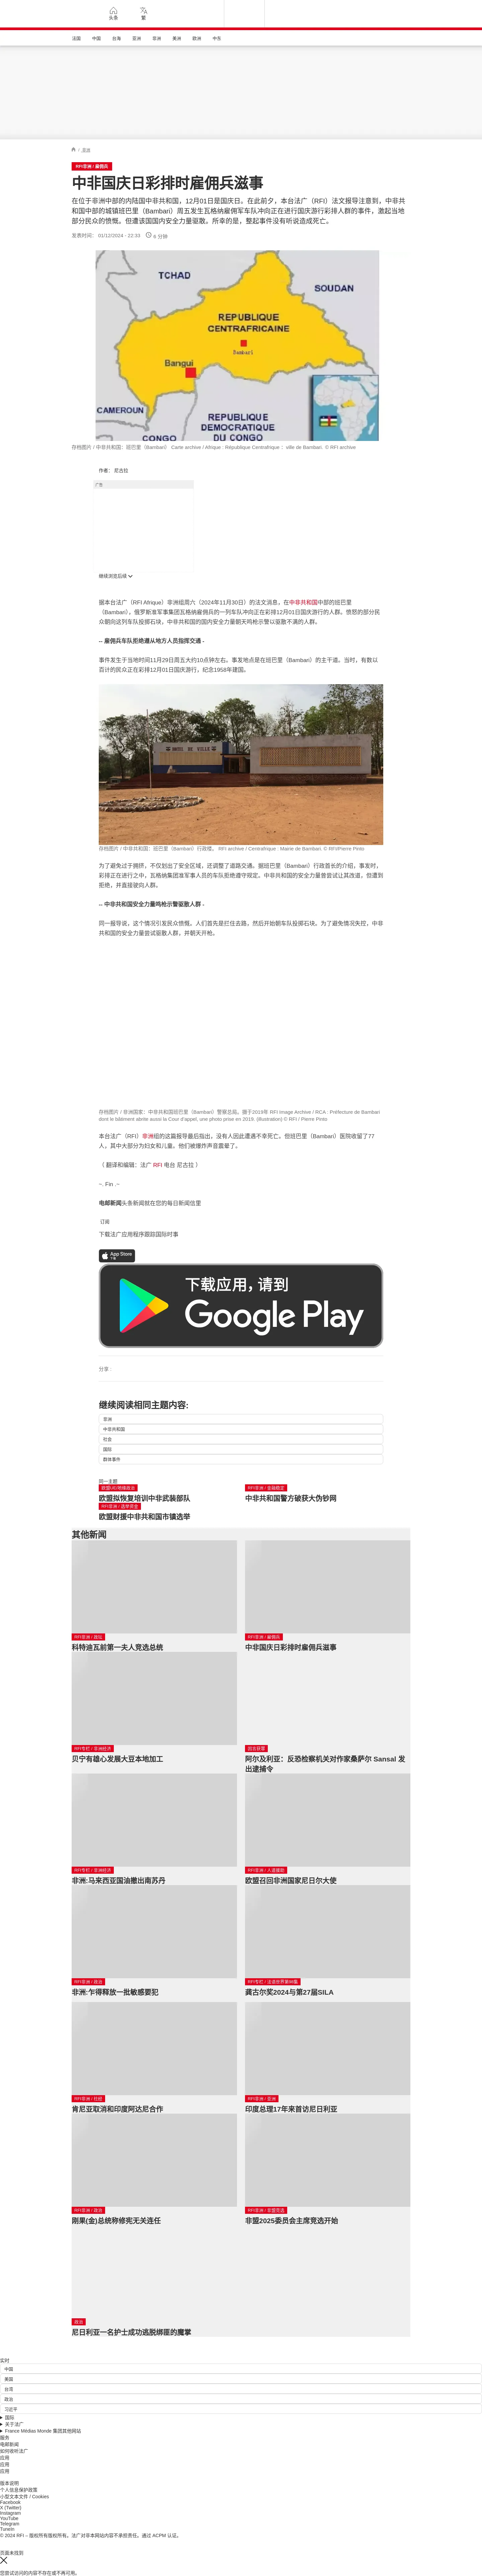 头条
繁
法国
中国
台海
亚洲
非洲
美洲
欧洲
中东
/ 非洲
RFI非洲 / 雇佣兵
中非国庆日彩排时雇佣兵滋事
在位于非洲中部的内陆国中非共和国，12月01日是国庆日。在此前夕，本台法广（RFI）法文报导注意到，中非共
和国中部的城镇班巴里（Bambari）周五发生瓦格纳雇佣军车队冲向正在进行国庆游行彩排人群的事件，激起当地
部分民众的愤慨。但遭该国国内安全力量驱散。所幸的是，整起事件没有听说造成死亡。
发表时间： 01/12/2024 - 22:33
6 分钟
TCHAD
SOUDAN
REPUBLIQUE
CENTRAFRICAINE
Bambari
Bangui
CAMEROUN
REPUBLIQUE
DEMOCRATIQUE
DU CONGO
CONGO
存档图片 / 中非共和国：班巴里（Bambari） Carte archive / Afrique : République Centrafrique ：ville de Bambari. © RFI archive
作者： 尼古拉
广告
继续浏览后续
据本台法广（RFI Afrique）非洲组周六（2024年11月30日）的法文消息，在中非共和国中部的班巴里
（Bambari），俄罗斯准军事集团瓦格纳雇佣兵的一列车队冲向正在彩排12月01日国庆游行的人群。愤怒的部分民
众朝向这列车队投掷石块，中非共和国的国内安全力量朝天鸣枪示警以驱散不满的人群。
-- 雇佣兵车队拒绝遵从地方人员指挥交通 -
事件发生于当地时间11月29日周五大约10点钟左右。事发地点是在班巴里（Bambari）的主干道。当时，有数以
百计的民众正在彩排12月01日国庆游行，纪念1958年建国。
存档图片 / 中非共和国：班巴里（Bambari）行政楼。 RFI archive / Centrafrique : Mairie de Bambari. © RFI/Pierre Pinto
为了避免过于拥挤，不仅划出了安全区域，还调整了道路交通。据班巴里（Bambari）行政首长的介绍，事发时，
彩排正在进行之中，瓦格纳集团准军事人员的车队拒绝遵守规定。中非共和国的安全力量曾尝试让其改道，但遭到
拒绝，并直接驶向人群。
-- 中非共和国安全力量鸣枪示警驱散人群 -
同一报导说，这个情况引发民众愤慨。人们首先是拦住去路，然后开始朝车队投掷石块。为了避免情况失控，中非
共和国的安全力量尝试驱散人群，并朝天开枪。
存档图片 / 非洲国家：中非共和国班巴里（Bambari）警察总局。摄于2019年 RFI Image Archive / RCA : Préfecture de Bambari
dont le bâtiment abrite aussi la Cour d'appel; une photo prise en 2019. (illustration) © RFI / Pierre Pinto
本台法广（RFI）非洲组的这篇报导最后指出，没有人因此遭遇不幸死亡。但班巴里（Bambari）医院收留了77
人，其中大部分为妇女和儿童。他们被爆炸声音震晕了。
（ 翻译和编辑：法广 RFI 电台 尼古拉 ）
~. Fin .~
电邮新闻头条新闻就在您的每日新闻信里
订阅
下载法广应用程序跟踪国际时事
App Store
下载应用，请到
Google Play
分享 :
继续阅读相同主题内容:
非洲
中非共和国
社会
国际
群体事件
同一主题
欧盟UE/地缘政治
欧盟拟恢复培训中非武装部队
RFI非洲 / 金融稳定
中非共和国警方破获大伪钞网
RFI非洲 / 选举资金
欧盟财援中非共和国市镇选举
其他新闻
RFI非洲 / 政坛
科特迪瓦前第一夫人竞选总统
RFI非洲 / 雇佣兵
中非国庆日彩排时雇佣兵滋事
RFI专栏 / 非洲经济
贝宁有雄心发展大豆本地加工
四五获罪
阿尔及利亚：反恐检察机关对作家桑萨尔 Sansal 发
出逮捕令
RFI专栏 / 非洲经济
非洲:马来西亚国油撤出南苏丹
RFI非洲 / 人道援助
欧盟召回非洲国家尼日尔大使
RFI非洲 / 政治
非洲:乍得释放一批敏感要犯
RFI专栏 / 法语世界第99集
龚古尔奖2024与第27届SILA
RFI非洲 / 社经
肯尼亚取消和印度阿达尼合作
RFI非洲 / 亚洲
印度总理17年来首访尼日利亚
RFI非洲 / 政治
刚果(金)总统称修宪无关连任
RFI非洲 / 非盟竞选
非盟2025委员会主席竞选开始
政治
尼日利亚一名护士成功逃脱绑匪的魔掌
实时
中国
美国
台湾
政治
习近平
国际
关于法广
France Médias Monde 集团其他网站
服务
电邮新闻
如何收听法广
应用
应用
应用
版本说明
个人信息保护政策
小型文本文件 / Cookies
Facebook
X (Twitter)
Instagram
YouTube
Telegram
TuneIn
© 2024 RFI – 版权所有版权所有。法广对非本网站内容不承担责任。通过 ACPM 认证。
页面未找到
您尝试访问的内容不存在或不再可用。